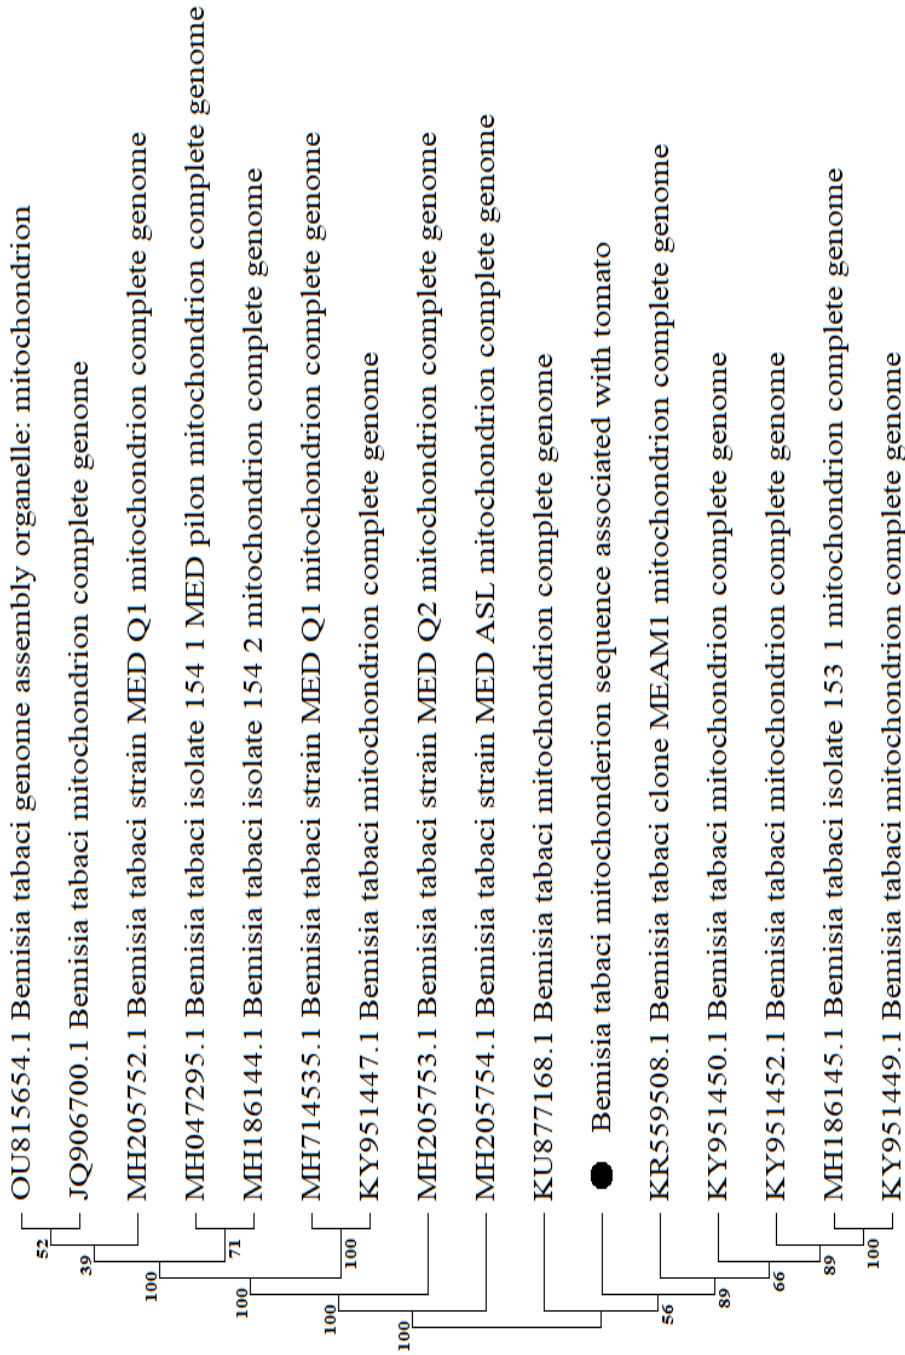 OU815654.1 Bemisia tabaci genome assembly organelle: mitochondrion
JQ906700.1 Bemisia tabaci mitochondrion complete genome
MH205752.1 Bemisia tabaci strain MED Q1 mitochondrion complete genome
MH047295.1 Bemisia tabaci isolate 154 1 MED pilon mitochondrion complete genome
MH186144.1 Bemisia tabaci isolate 154 2 mitochondrion complete genome
MH714535.1 Bemisia tabaci strain MED Q1 mitochondrion complete genome
KY951447.1 Bemisia tabaci mitochondrion complete genome
MH205753.1 Bemisia tabaci strain MED Q2 mitochondrion complete genome
MH205754.1 Bemisia tabaci strain MED ASL mitochondrion complete genome
KU877168.1 Bemisia tabaci mitochondrion complete genome
Bemisia tabaci mitochonderion sequence associated with tomato
KR559508.1 Bemisia tabaci clone MEAM1 mitochondrion complete genome
KY951450.1 Bemisia tabaci mitochondrion complete genome
KY951452.1 Bemisia tabaci mitochondrion complete genome
MH186145.1 Bemisia tabaci isolate 153 1 mitochondrion complete genome
KY951449.1 Bemisia tabaci mitochondrion complete genome
52
39
100
71
100
100
100
100
56
89
66
89
100